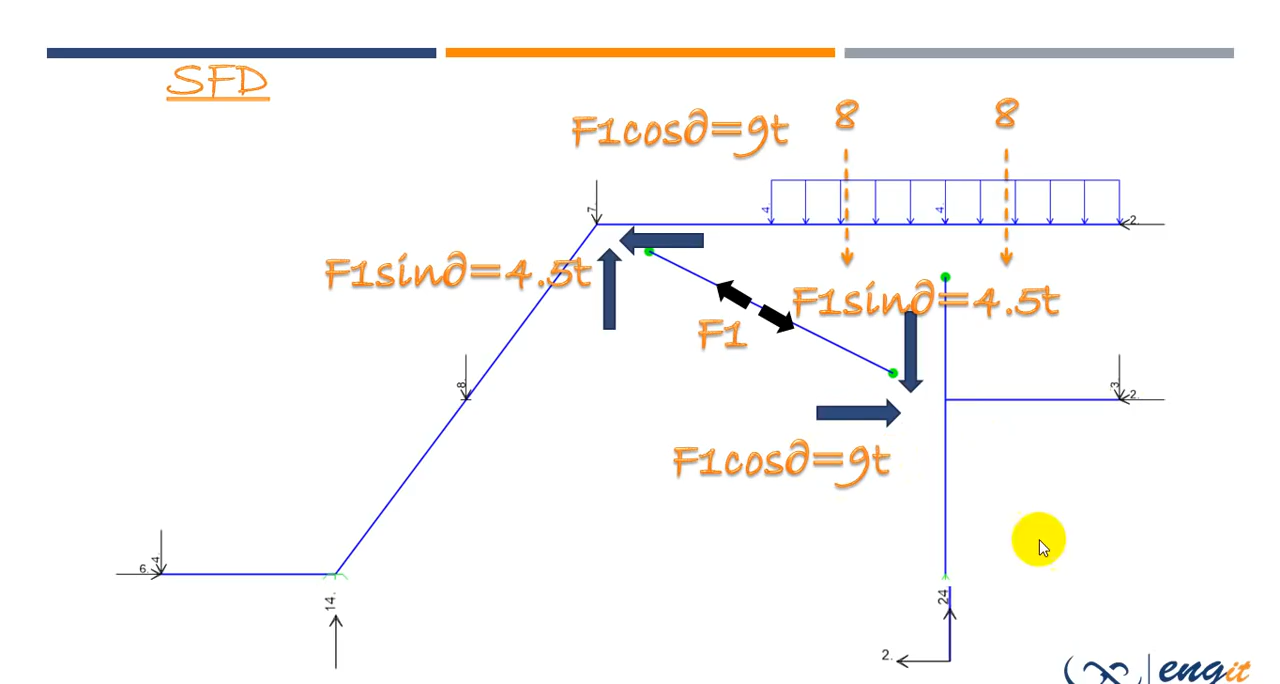 SFD
F1cos∂=9t
8
8
7.
4.
4.
2.
F1sin∂=4.5t
F1sin∂=4.5t
F1
8
3.
2.
F1cos∂=9t
6.
4.
14.
24
2.
engit